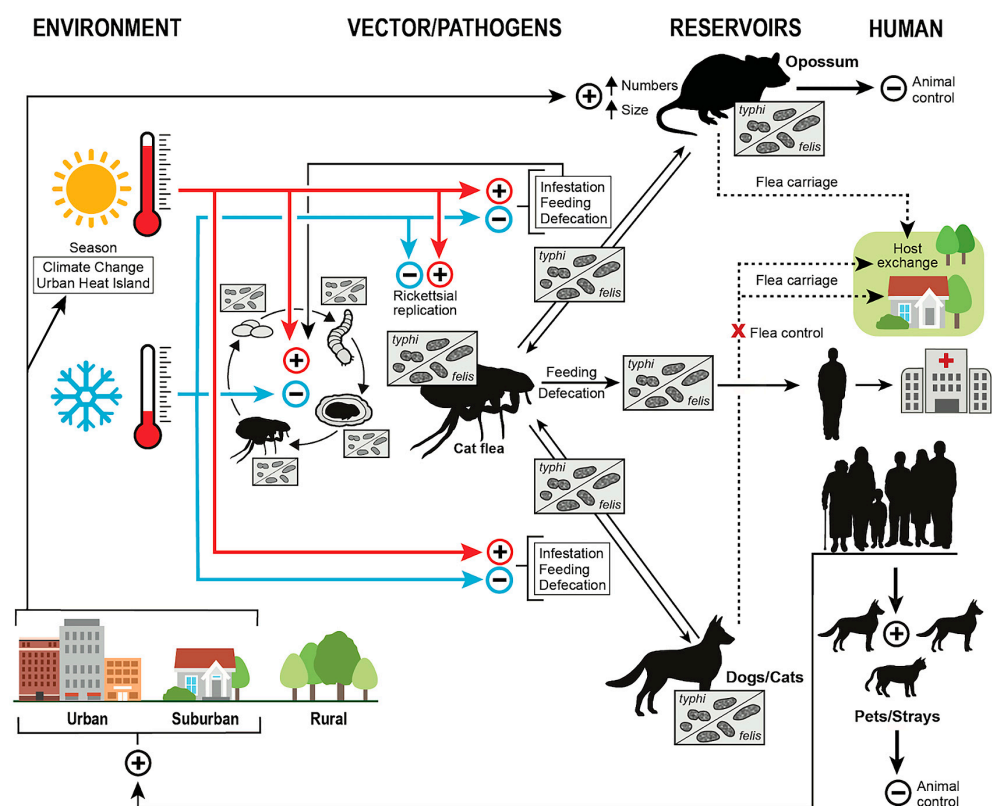 ENVIRONMENT
VECTOR/PATHOGENS
RESERVOIRS
HUMAN
Opossum
+
Numbers
Size
typhi
felis
−
Animal
control
Flea carriage
Season
Climate Change
Urban Heat Island
+
−
Infestation
Feeding
Defecation
−
+
Rickettsial
replication
typhi
felis
Host
exchange
Flea carriage
X Flea control
+
−
typhi
felis
Cat flea
Feeding
Defecation
typhi
felis
typhi
felis
+
−
Infestation
Feeding
Defecation
Dogs/Cats
typhi
felis
+
Pets/Strays
−
Animal
control
Urban
Suburban
Rural
+